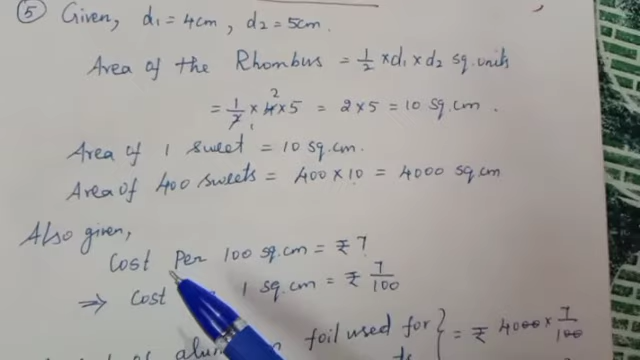 ⑤ Given, d₁ = 4cm, d₂ = 5cm.
Area of the Rhombus = 1/2 × d₁ × d₂ sq.units
= 1/2 × 4 × 5 = 2 × 5 = 10 sq.cm.
Area of 1 sweet = 10 sq.cm.
Area of 400 sweets = 400 × 10 = 4000 sq.cm
Also given,
Cost Per 100 sq.cm = ₹ 7
⇒ Cost 1 sq.cm = ₹ 7/100
foil used for } = ₹ 4000 × 7/100